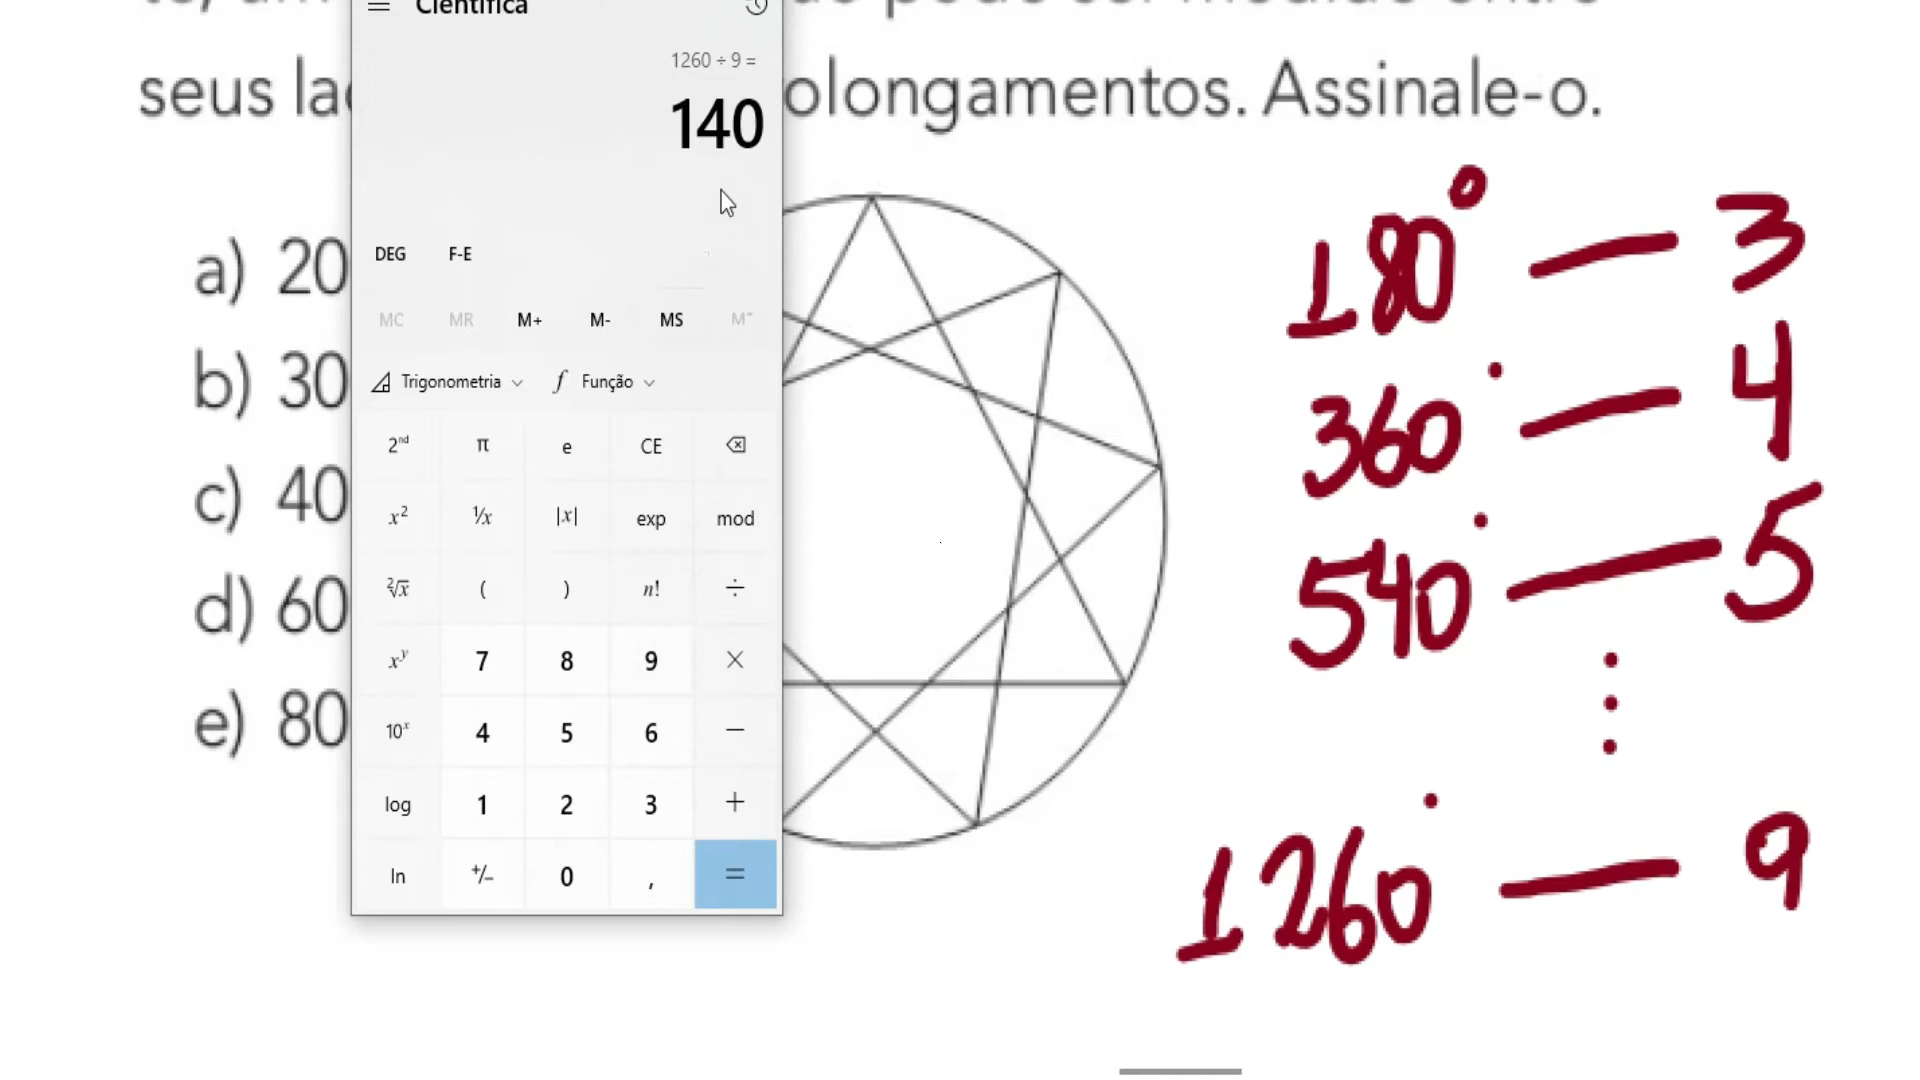 Científica
seus olongamentos. Assinale-o.
1260 ÷ 9 =
140
a) 20
b) 30
c) 40
d) 60
e) 80
DEG F-E
MC MR M+ M- MS M˅
Trigonometria f Função
2ⁿᵈ π e CE
x² ¹/x |x| exp mod
²√x ( ) n! ÷
xʸ 7 8 9 ×
10ˣ 4 5 6 −
log 1 2 3 +
ln +/− 0 , =
180° — 3
360° — 4
540° — 5
1260° — 9